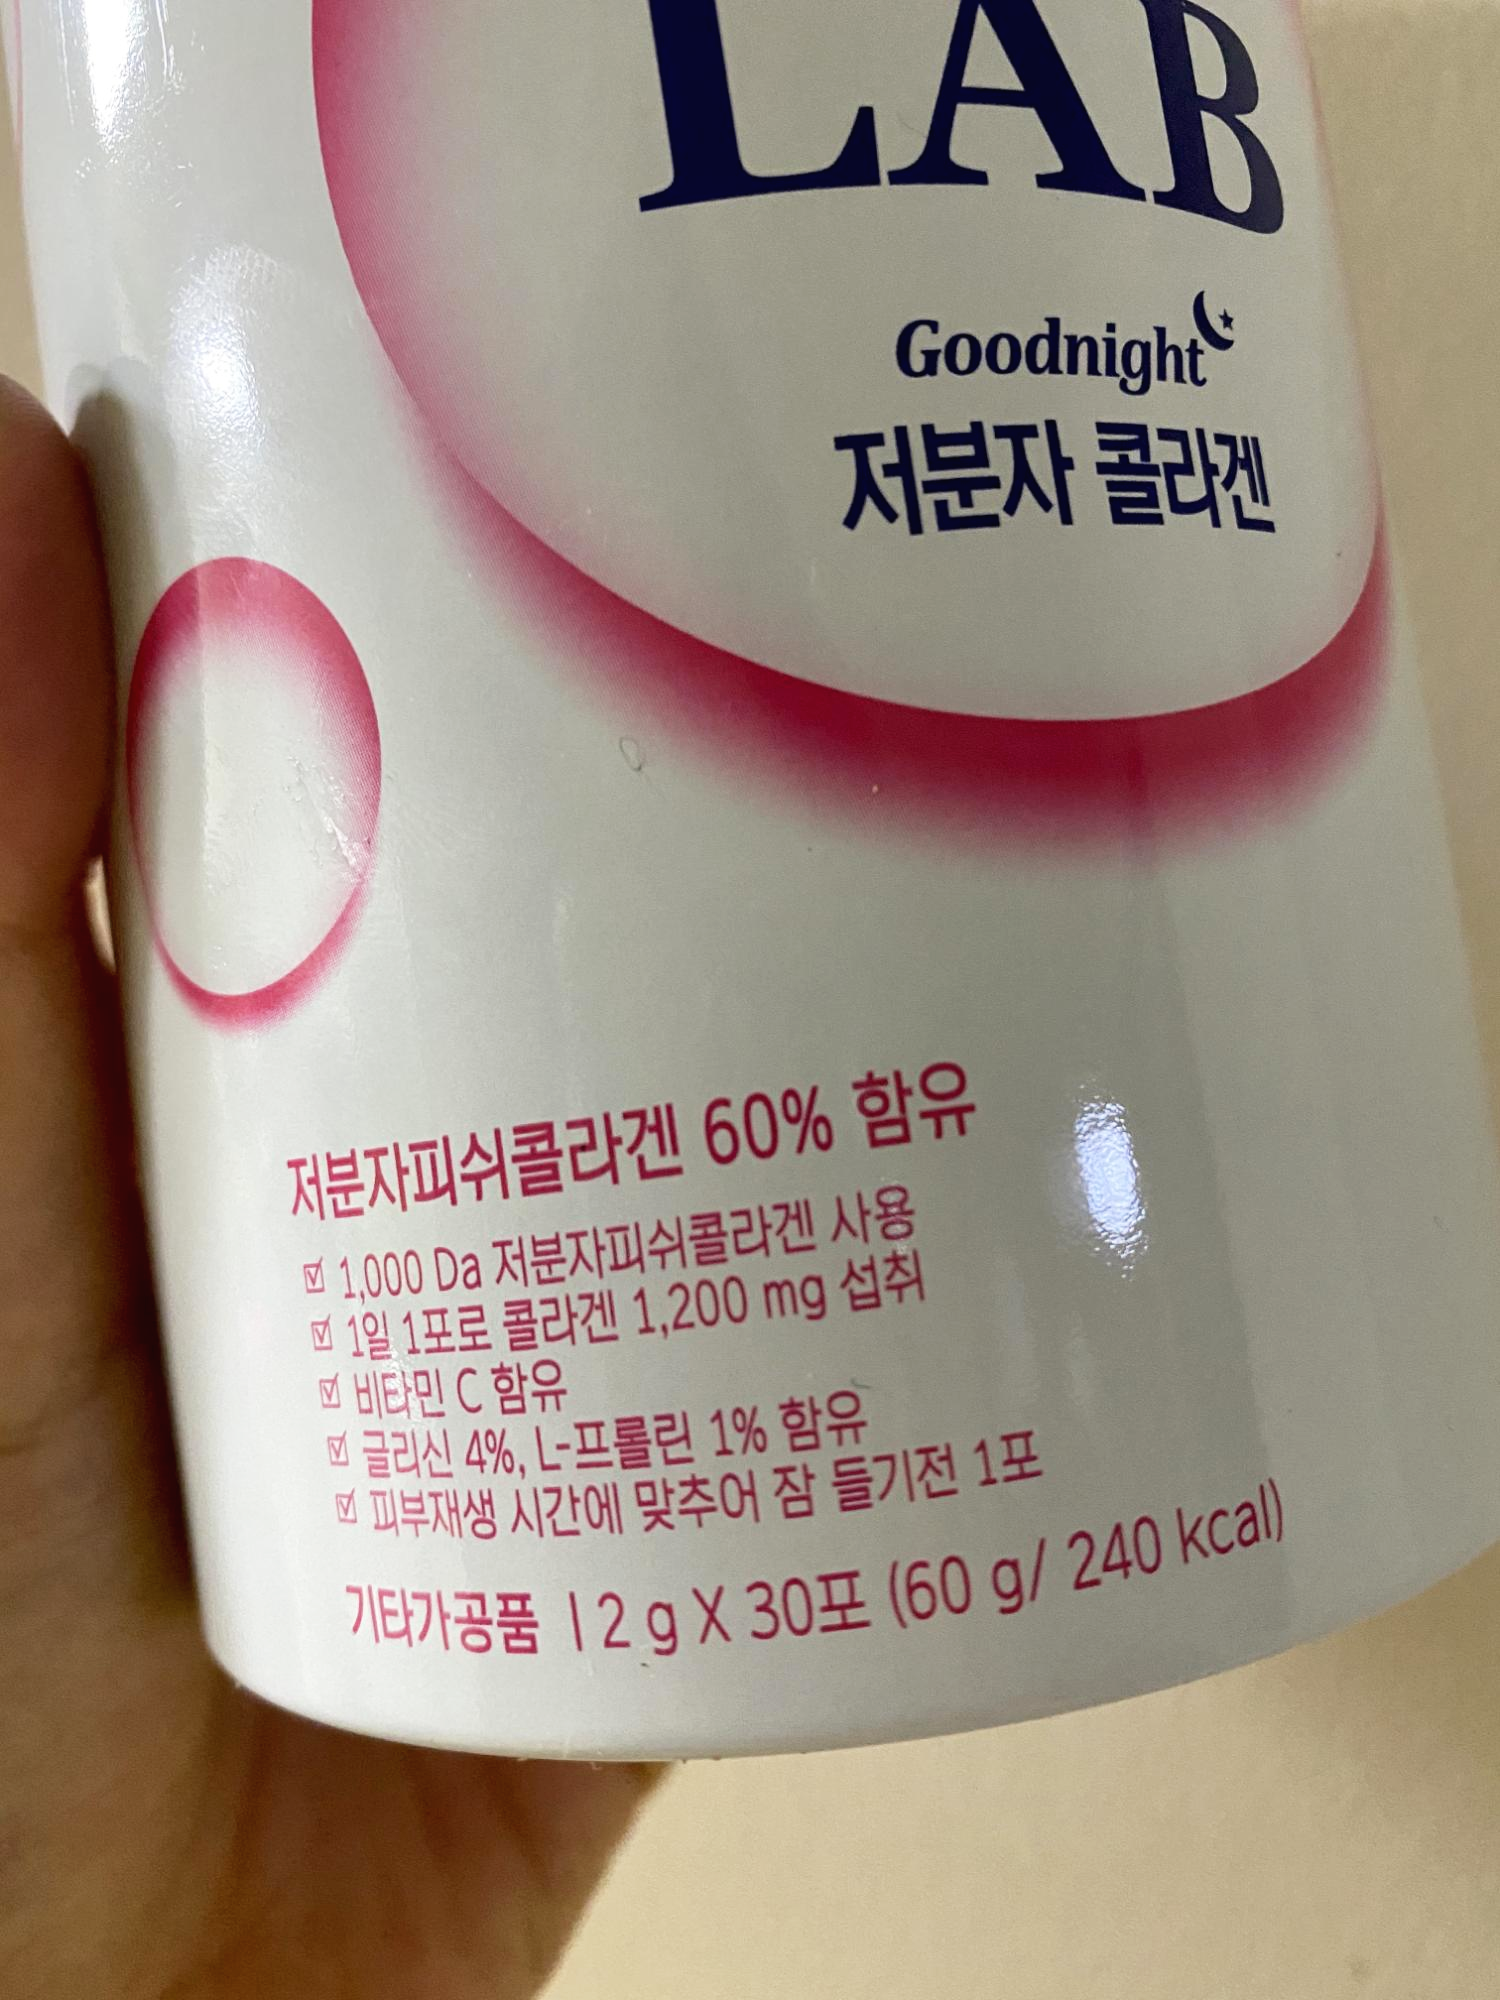 LAB
Goodnight
저분자 콜라겐
저분자피쉬콜라겐 60% 함유
☑ 1,000 Da 저분자피쉬콜라겐 사용
☑ 1일 1포로 콜라겐 1,200 mg 섭취
☑ 비타민 C 함유
☑ 글리신 4%, L-프롤린 1% 함유
☑ 피부재생 시간에 맞추어 잠 들기전 1포
기타가공품 | 2 g X 30포 (60 g/ 240 kcal)